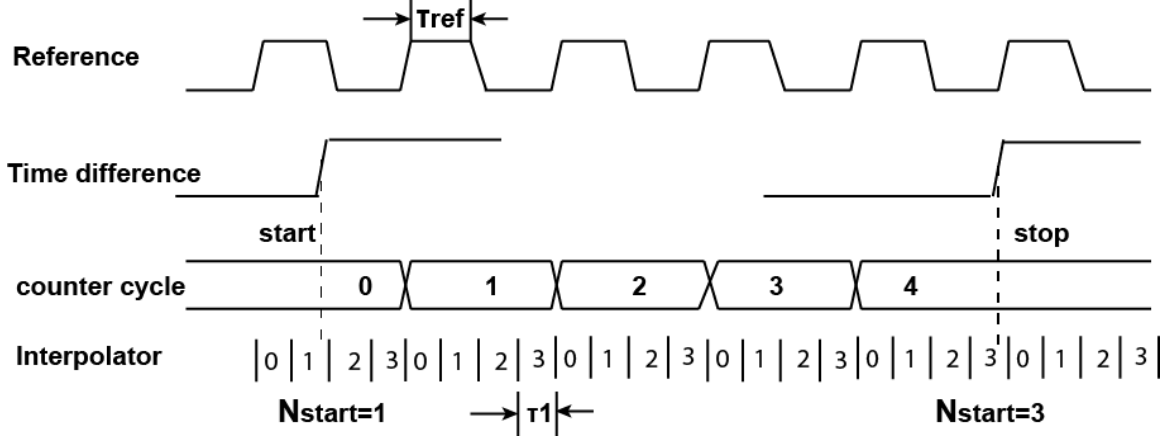 Tref
Reference
Time difference
start
stop
counter cycle 0 1 2 3 4
Interpolator 0 1 2 3 0 1 2 3 0 1 2 3 0 1 2 3 0 1 2 3 0 1 2 3
Nstart=1 τ1 Nstart=3